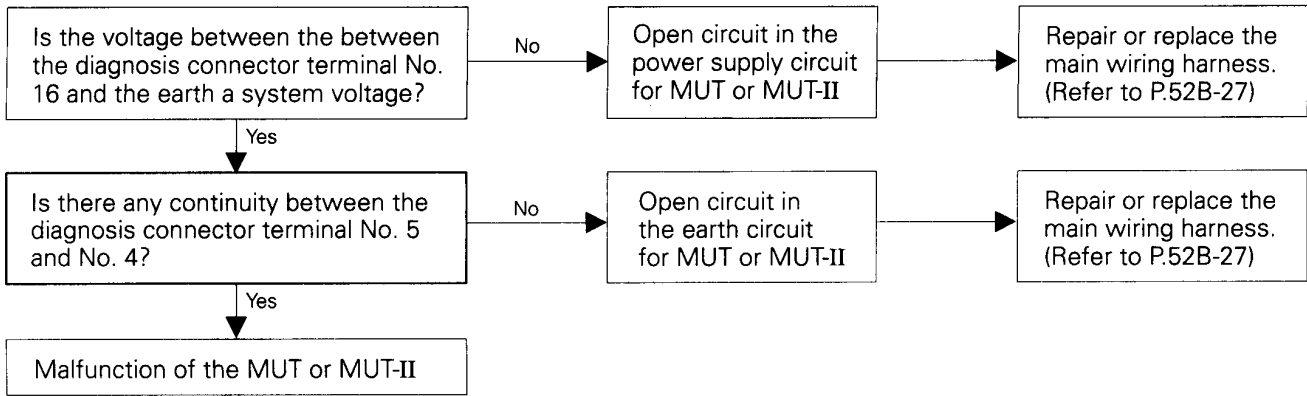 Is the voltage between the between
the diagnosis connector terminal No.
16 and the earth a system voltage?
No
Open circuit in the
power supply circuit
for MUT or MUT-II
Repair or replace the
main wiring harness.
(Refer to P.52B-27)
Yes
Is there any continuity between the
diagnosis connector terminal No. 5
and No. 4?
No
Open circuit in
the earth circuit
for MUT or MUT-II
Repair or replace the
main wiring harness.
(Refer to P.52B-27)
Yes
Malfunction of the MUT or MUT-II